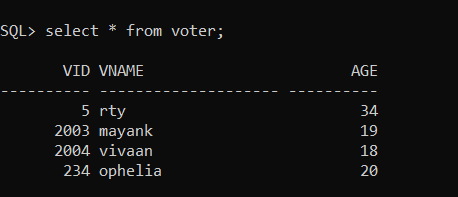 SQL> select * from voter;
       VID VNAME                       AGE
---------- -------------------- ----------
         5 rty                          34
      2003 mayank                       19
      2004 vivaan                       18
       234 ophelia                      20